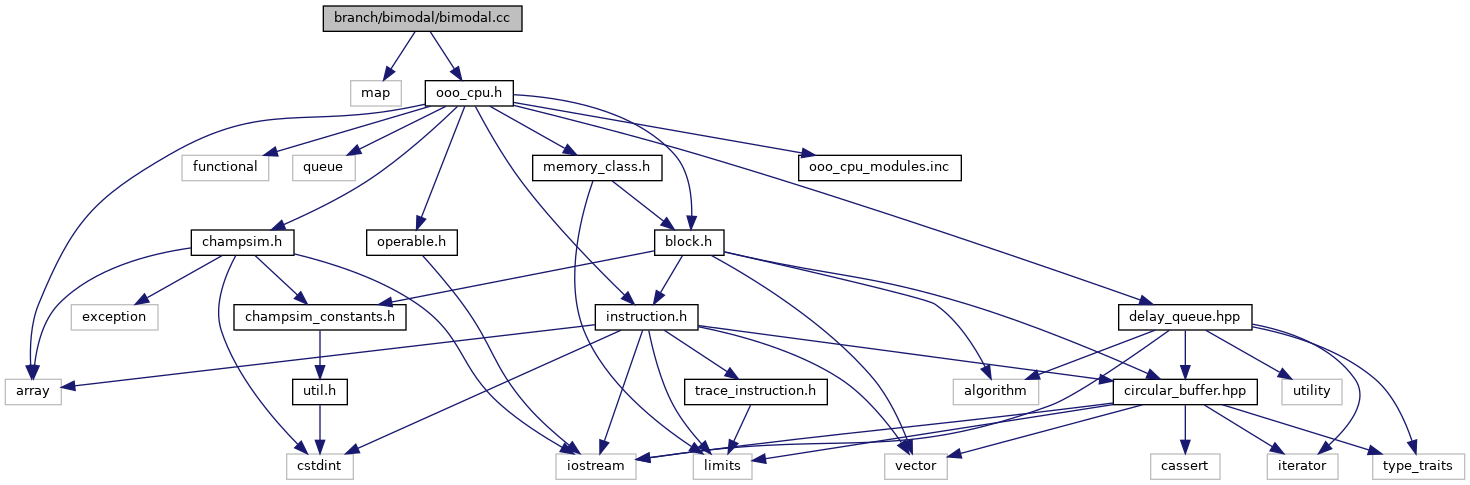 branch/bimodal/bimodal.cc
map
ooo_cpu.h
functional
queue
memory_class.h
ooo_cpu_modules.inc
champsim.h
operable.h
block.h
exception
champsim_constants.h
instruction.h
delay_queue.hpp
array
util.h
trace_instruction.h
algorithm
circular_buffer.hpp
utility
cstdint
iostream
limits
vector
cassert
iterator
type_traits